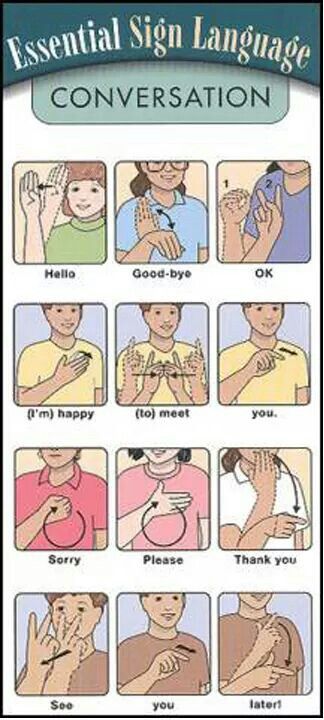 Essential Sign Language
CONVERSATION
1
2
Hello Good-bye OK
(I'm) happy (to) meet you.
Sorry Please Thank you
See you later!